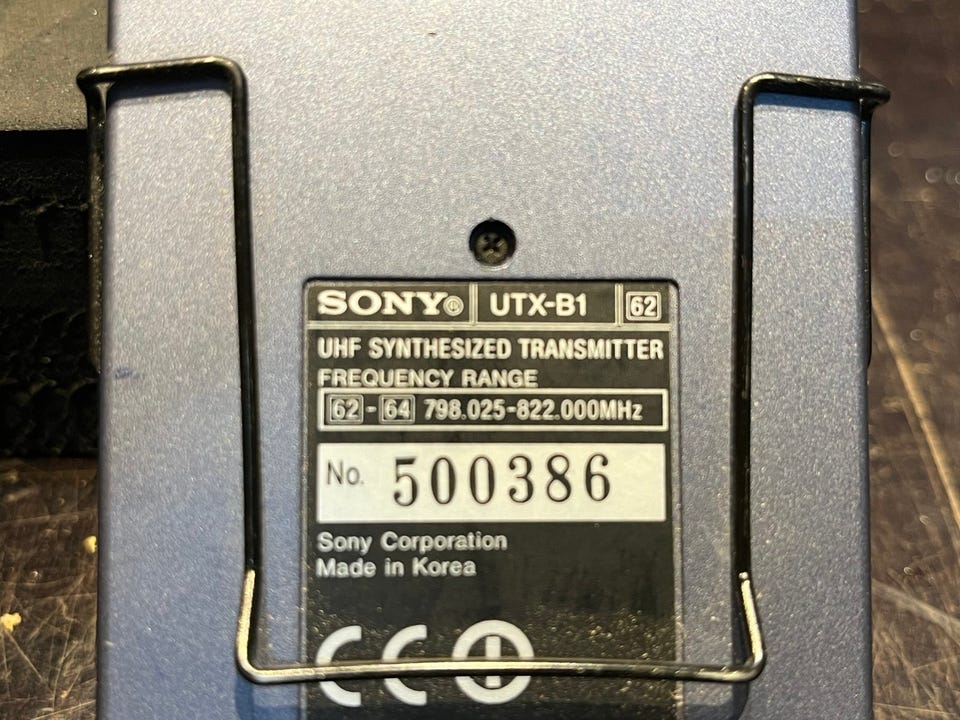 SONY® UTX-B1 62
UHF SYNTHESIZED TRANSMITTER
FREQUENCY RANGE
62 - 64 798.025-822.000MHz
No. 500386
Sony Corporation
Made in Korea
CE